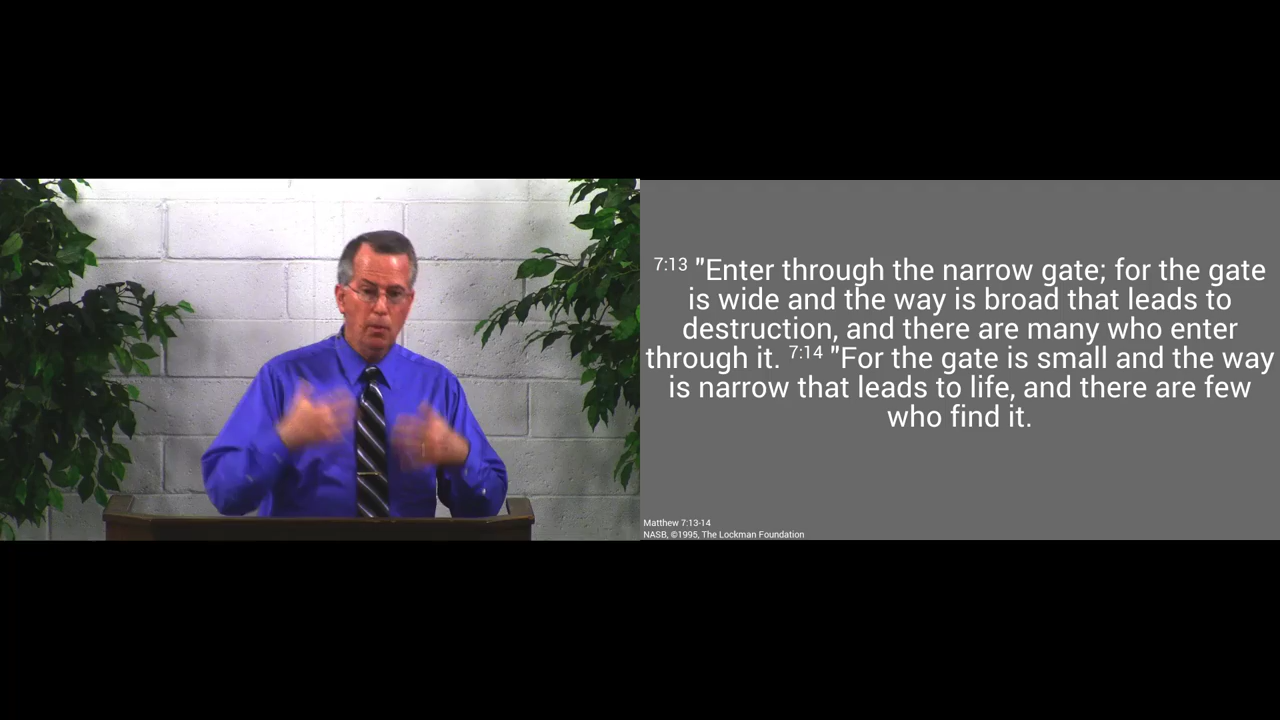 7:13 "Enter through the narrow gate; for the gate
is wide and the way is broad that leads to
destruction, and there are many who enter
through it. 7:14 "For the gate is small and the way
is narrow that leads to life, and there are few
who find it.
Matthew 7:13-14
NASB, ©1995, The Lockman Foundation